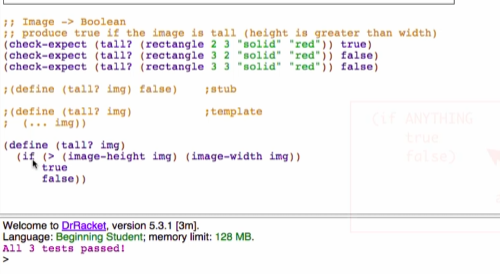 ;; Image -> Boolean
;; produce true if the image is tall (height is greater than width)
(check-expect (tall? (rectangle 2 3 "solid" "red")) true)
(check-expect (tall? (rectangle 3 2 "solid" "red")) false)
(check-expect (tall? (rectangle 3 3 "solid" "red")) false)
;(define (tall? img) false) ;stub
;(define (tall? img) ;template
; (... img))
(define (tall? img)
(if (> (image-height img) (image-width img))
true
false))
(if ANYTHING
true
false)
Welcome to DrRacket, version 5.3.1 [3m].
Language: Beginning Student; memory limit: 128 MB.
All 3 tests passed!
>